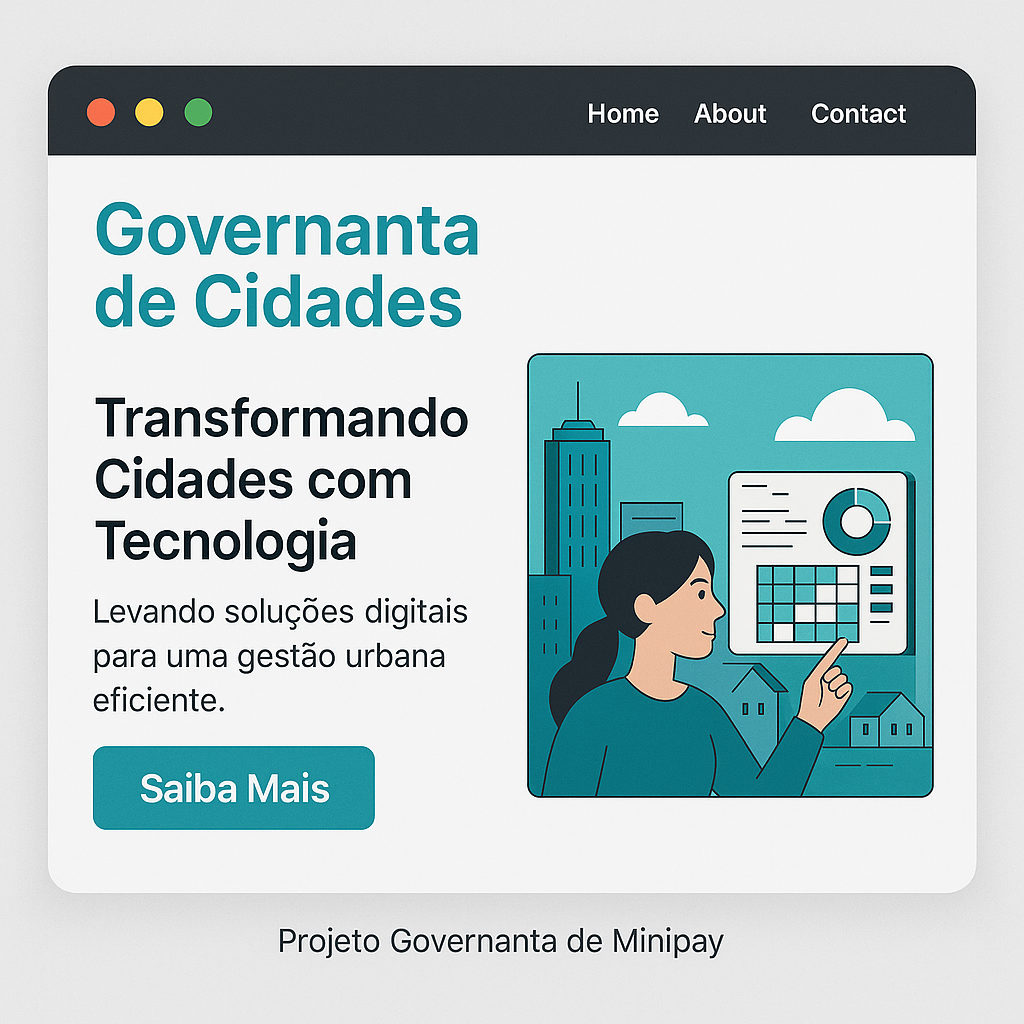 Home About Contact
Governanta
de Cidades
Transformando
Cidades com
Tecnologia
Levando soluções digitais
para uma gestão urbana
eficiente.
Saiba Mais
Projeto Governanta de Minipay